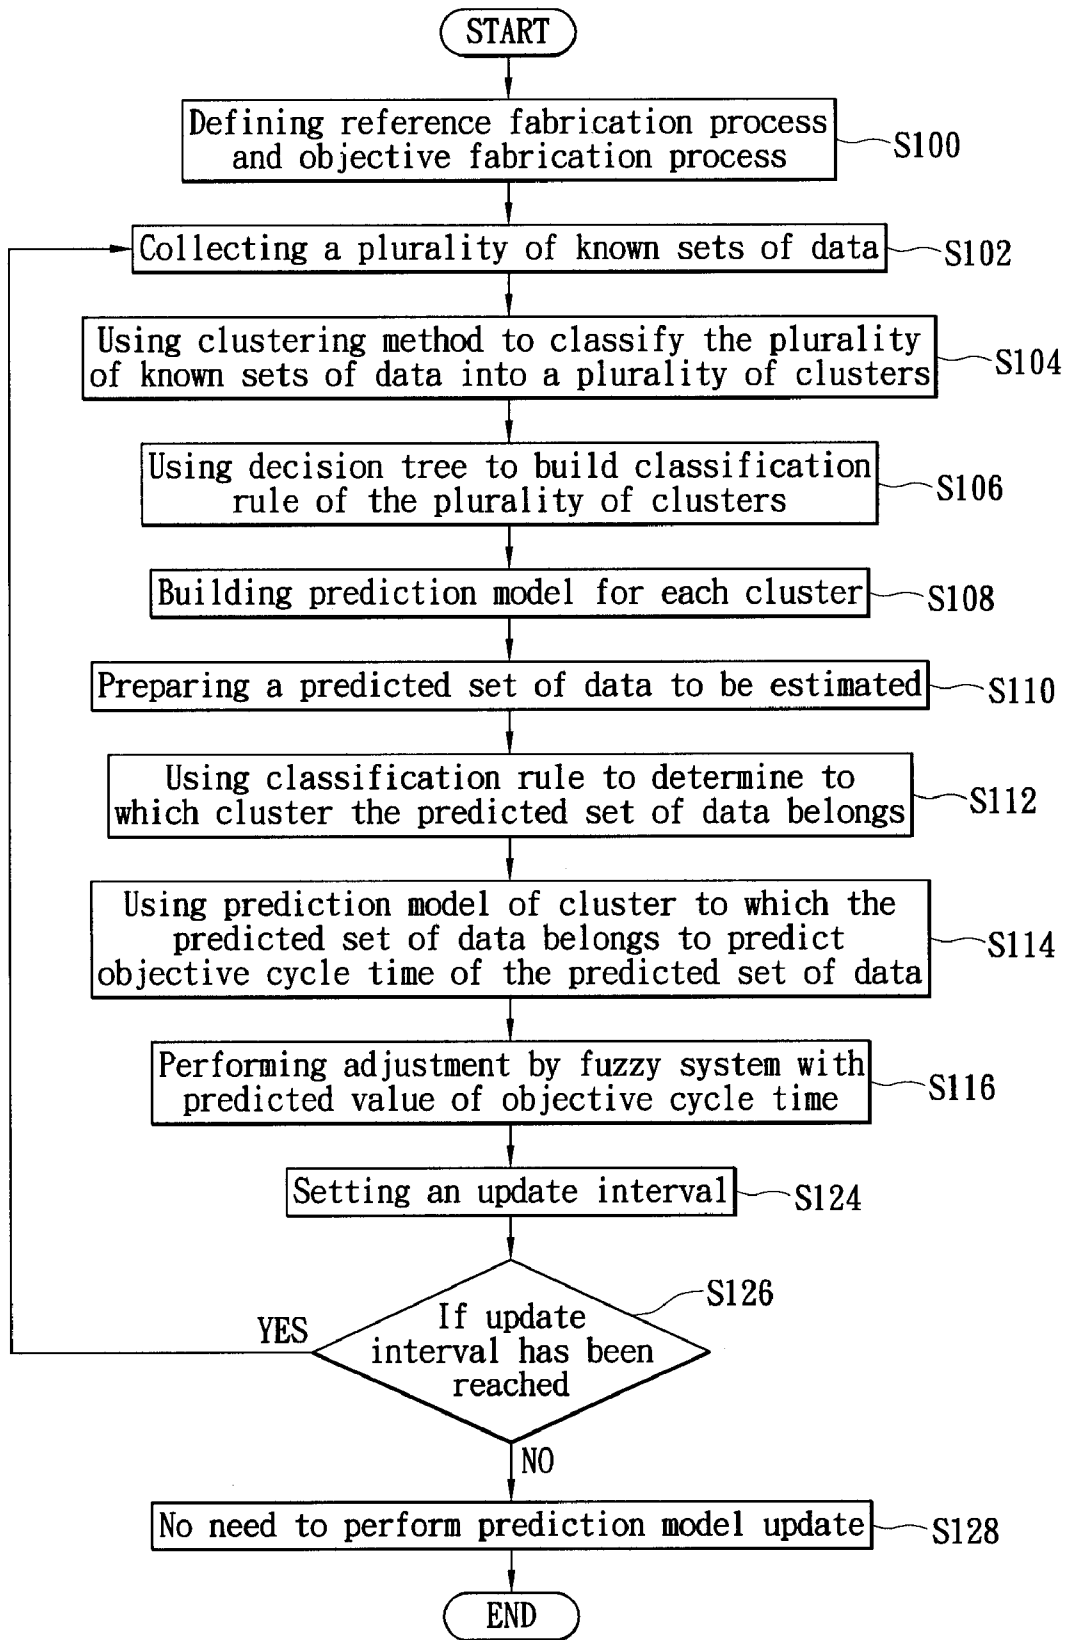 START
Defining reference fabrication process
and objective fabrication process
S100
Collecting a plurality of known sets of data
S102
Using clustering method to classify the plurality
of known sets of data into a plurality of clusters
S104
Using decision tree to build classification
rule of the plurality of clusters
S106
Building prediction model for each cluster
S108
Preparing a predicted set of data to be estimated
S110
Using classification rule to determine to
which cluster the predicted set of data belongs
S112
Using prediction model of cluster to which the
predicted set of data belongs to predict
objective cycle time of the predicted set of data
S114
Performing adjustment by fuzzy system with
predicted value of objective cycle time
S116
Setting an update interval
S124
If update
interval has been
reached
S126
YES
NO
No need to perform prediction model update
S128
END